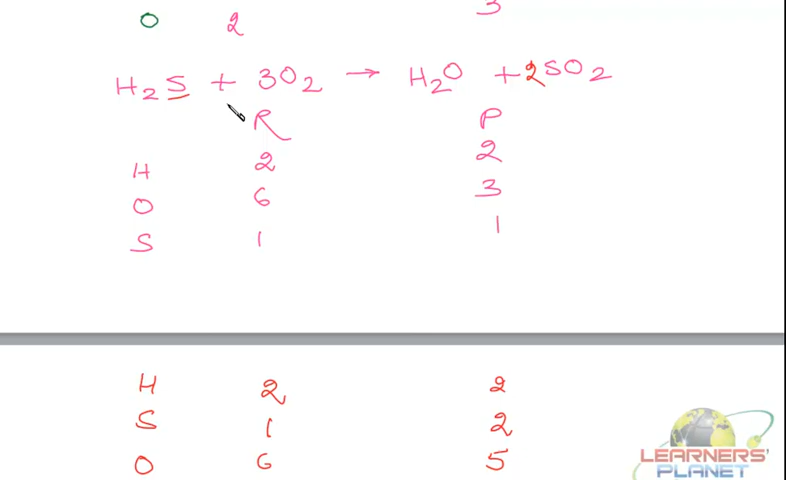 O 2 3
H2S + 3O2 → H2O + 2SO2
R P
H 2 2
O 6 3
S 1 1
H 2 2
S 1 2
O 6 5
LEARNERS'
PLANET